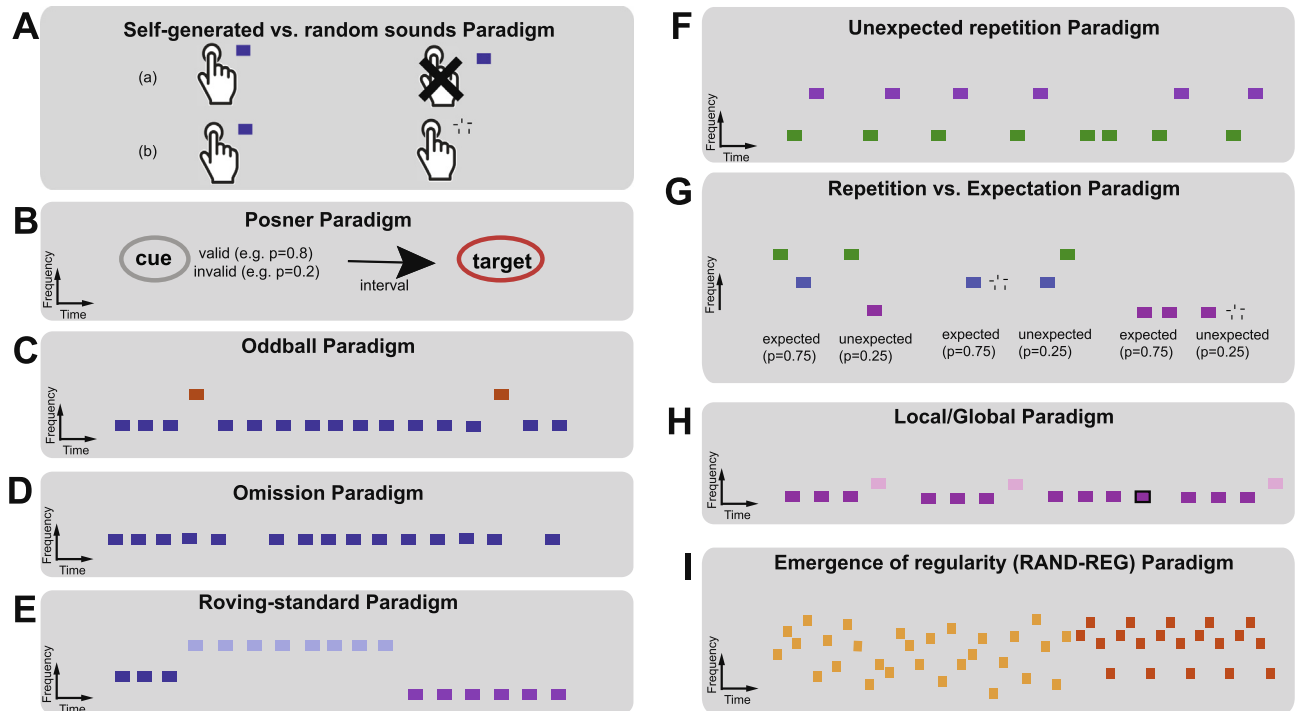 A
Self-generated vs. random sounds Paradigm
(a)
(b)
B
Posner Paradigm
cue
valid (e.g. p=0.8)
invalid (e.g. p=0.2)
interval
target
Frequency
Time
C
Oddball Paradigm
Frequency
Time
D
Omission Paradigm
Frequency
Time
E
Roving-standard Paradigm
Frequency
Time
F
Unexpected repetition Paradigm
Frequency
Time
G
Repetition vs. Expectation Paradigm
Frequency
expected
(p=0.75)
unexpected
(p=0.25)
expected
(p=0.75)
unexpected
(p=0.25)
expected
(p=0.75)
unexpected
(p=0.25)
H
Local/Global Paradigm
Frequency
Time
I
Emergence of regularity (RAND-REG) Paradigm
Frequency
Time